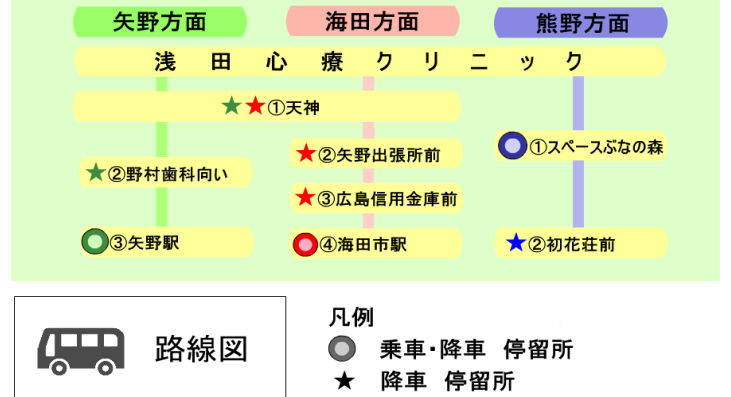 矢野方面 海田方面 熊野方面
浅田心療クリニック
★★①天神
★②矢野出張所前 ①スペースぶなの森
★②野村歯科向い
★③広島信用金庫前
③矢野駅 ④海田市駅 ★②初花荘前
路線図
凡例
乗車・降車 停留所
★ 降車 停留所